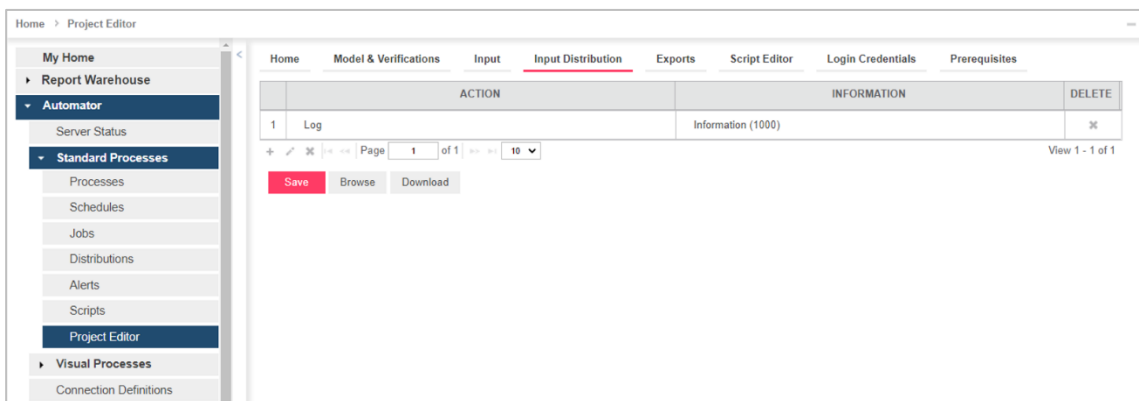 Home > Project Editor
My Home
Report Warehouse
Automator
Server Status
Standard Processes
Processes
Schedules
Jobs
Distributions
Alerts
Scripts
Project Editor
Visual Processes
Connection Definitions
Home Model & Verifications Input Input Distribution Exports Script Editor Login Credentials Prerequisites
ACTION INFORMATION DELETE
1 Log Information (1000)
Page 1 of 1 10 View 1 - 1 of 1
Save Browse Download